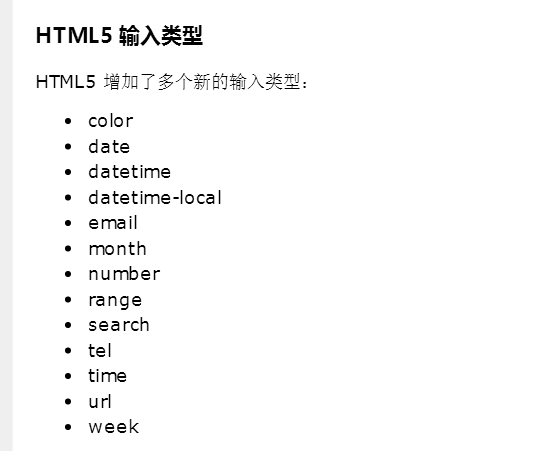 HTML5 输入类型
HTML5 增加了多个新的输入类型：
• color
• date
• datetime
• datetime-local
• email
• month
• number
• range
• search
• tel
• time
• url
• week